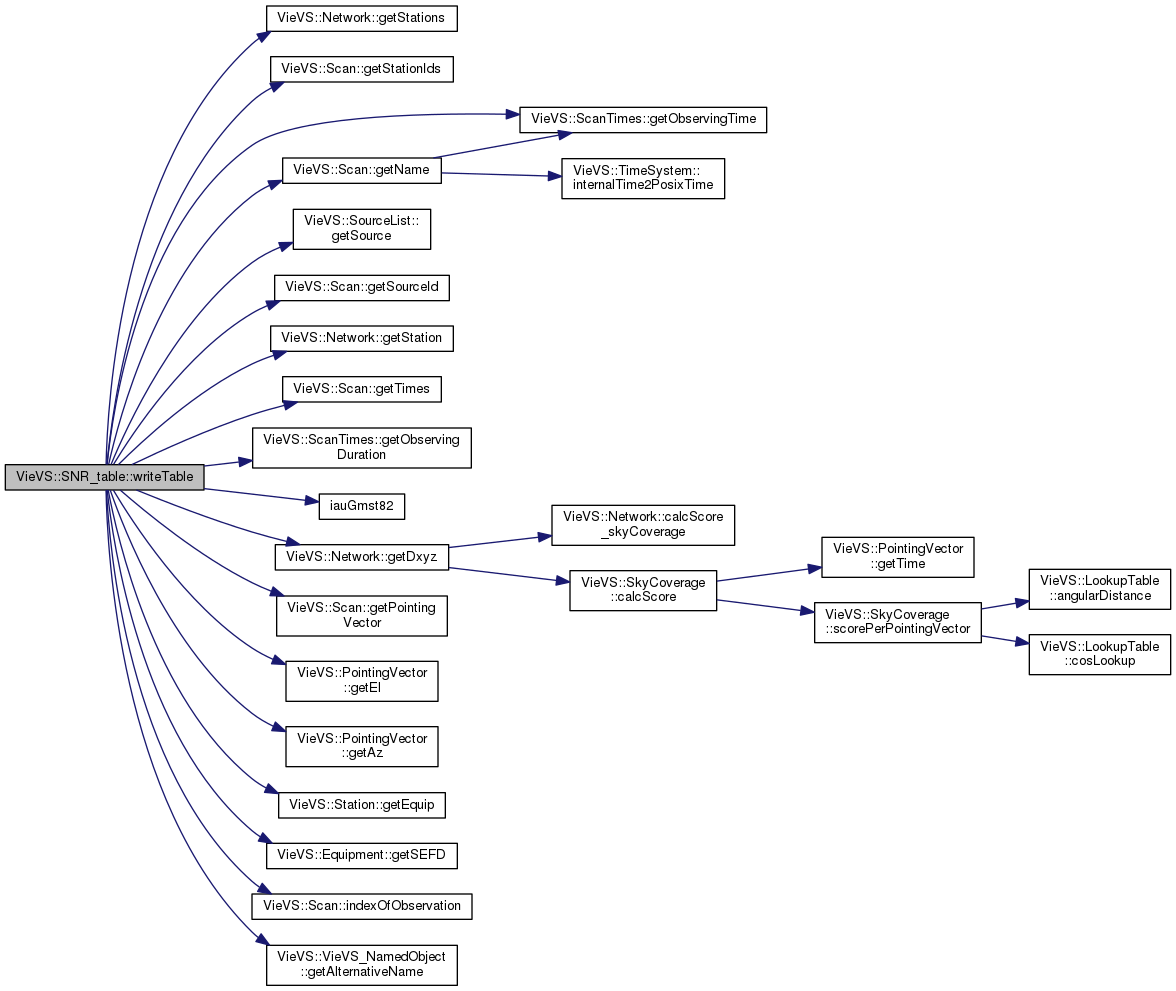 VieVS::Network::getStations
VieVS::Scan::getStationIds
VieVS::ScanTimes::getObservingTime
VieVS::Scan::getName
VieVS::TimeSystem::
internalTime2PosixTime
VieVS::SourceList::
getSource
VieVS::Scan::getSourceId
VieVS::Network::getStation
VieVS::Scan::getTimes
VieVS::ScanTimes::getObserving
Duration
VieVS::SNR_table::writeTable
iauGmst82
VieVS::Network::getDxyz
VieVS::Network::calcScore
_skyCoverage
VieVS::SkyCoverage
::calcScore
VieVS::PointingVector
::getTime
VieVS::SkyCoverage
::scorePerPointingVector
VieVS::LookupTable
::angularDistance
VieVS::LookupTable
::cosLookup
VieVS::Scan::getPointing
Vector
VieVS::PointingVector
::getEl
VieVS::PointingVector
::getAz
VieVS::Station::getEquip
VieVS::Equipment::getSEFD
VieVS::Scan::indexOfObservation
VieVS::VieVS_NamedObject
::getAlternativeName